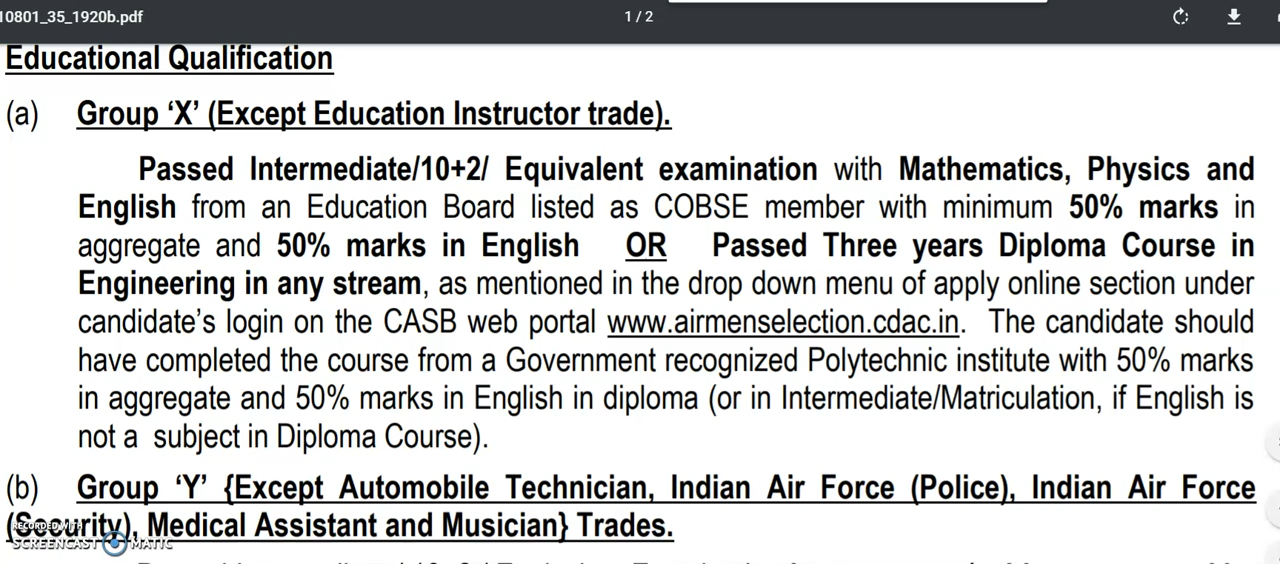 10801_35_1920b.pdf
1 / 2
Educational Qualification
(a) Group ‘X’ (Except Education Instructor trade).
Passed Intermediate/10+2/ Equivalent examination with Mathematics, Physics and
English from an Education Board listed as COBSE member with minimum 50% marks in
aggregate and 50% marks in English OR Passed Three years Diploma Course in
Engineering in any stream, as mentioned in the drop down menu of apply online section under
candidate’s login on the CASB web portal www.airmenselection.cdac.in. The candidate should
have completed the course from a Government recognized Polytechnic institute with 50% marks
in aggregate and 50% marks in English in diploma (or in Intermediate/Matriculation, if English is
not a subject in Diploma Course).
(b) Group ‘Y’ {Except Automobile Technician, Indian Air Force (Police), Indian Air Force
(Security), Medical Assistant and Musician} Trades.
RECORDED WITH
SCREENCAST MATIC